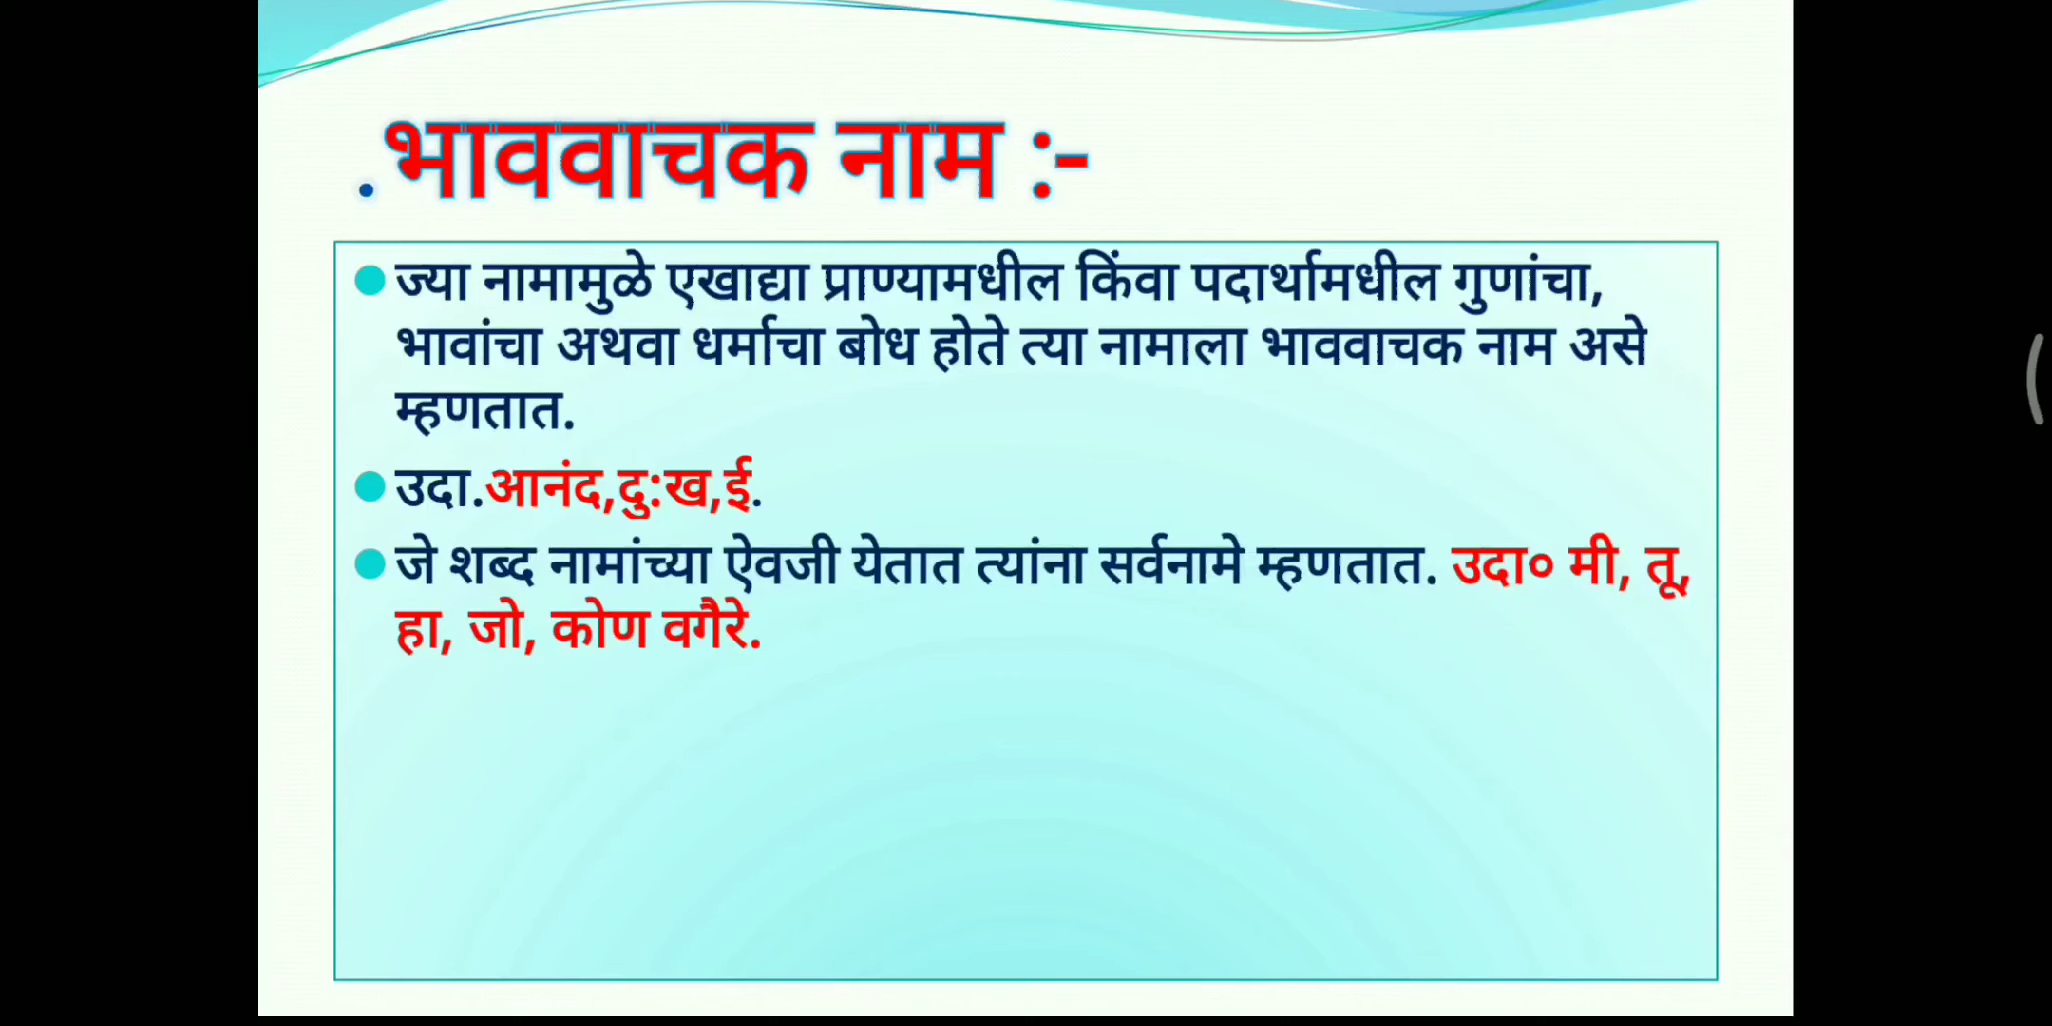 . भाववाचक नाम :-
ज्या नामामुळे एखाद्या प्राण्यामधील किंवा पदार्थामधील गुणांचा,
भावांचा अथवा धर्माचा बोध होते त्या नामाला भाववाचक नाम असे
म्हणतात.
उदा.आनंद,दु:ख,ई.
जे शब्द नामांच्या ऐवजी येतात त्यांना सर्वनामे म्हणतात. उदा० मी, तू,
हा, जो, कोण वगैरे.